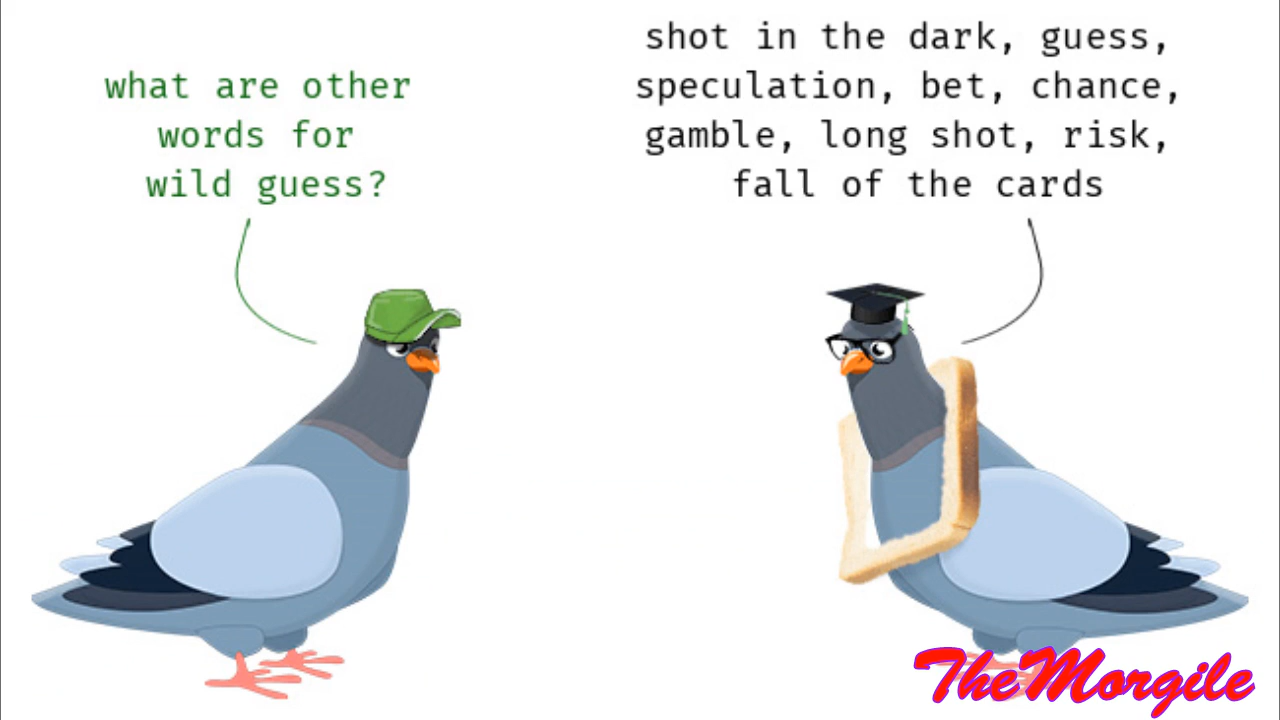 what are other
words for
wild guess?
shot in the dark, guess,
speculation, bet, chance,
gamble, long shot, risk,
fall of the cards
TheMorgile